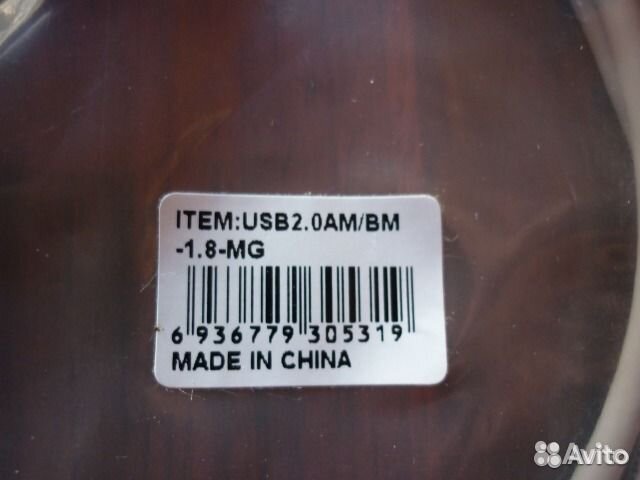 ITEM:USB2.0AM/BM
-1.8-MG
6 936779 305319
MADE IN CHINA
Avito